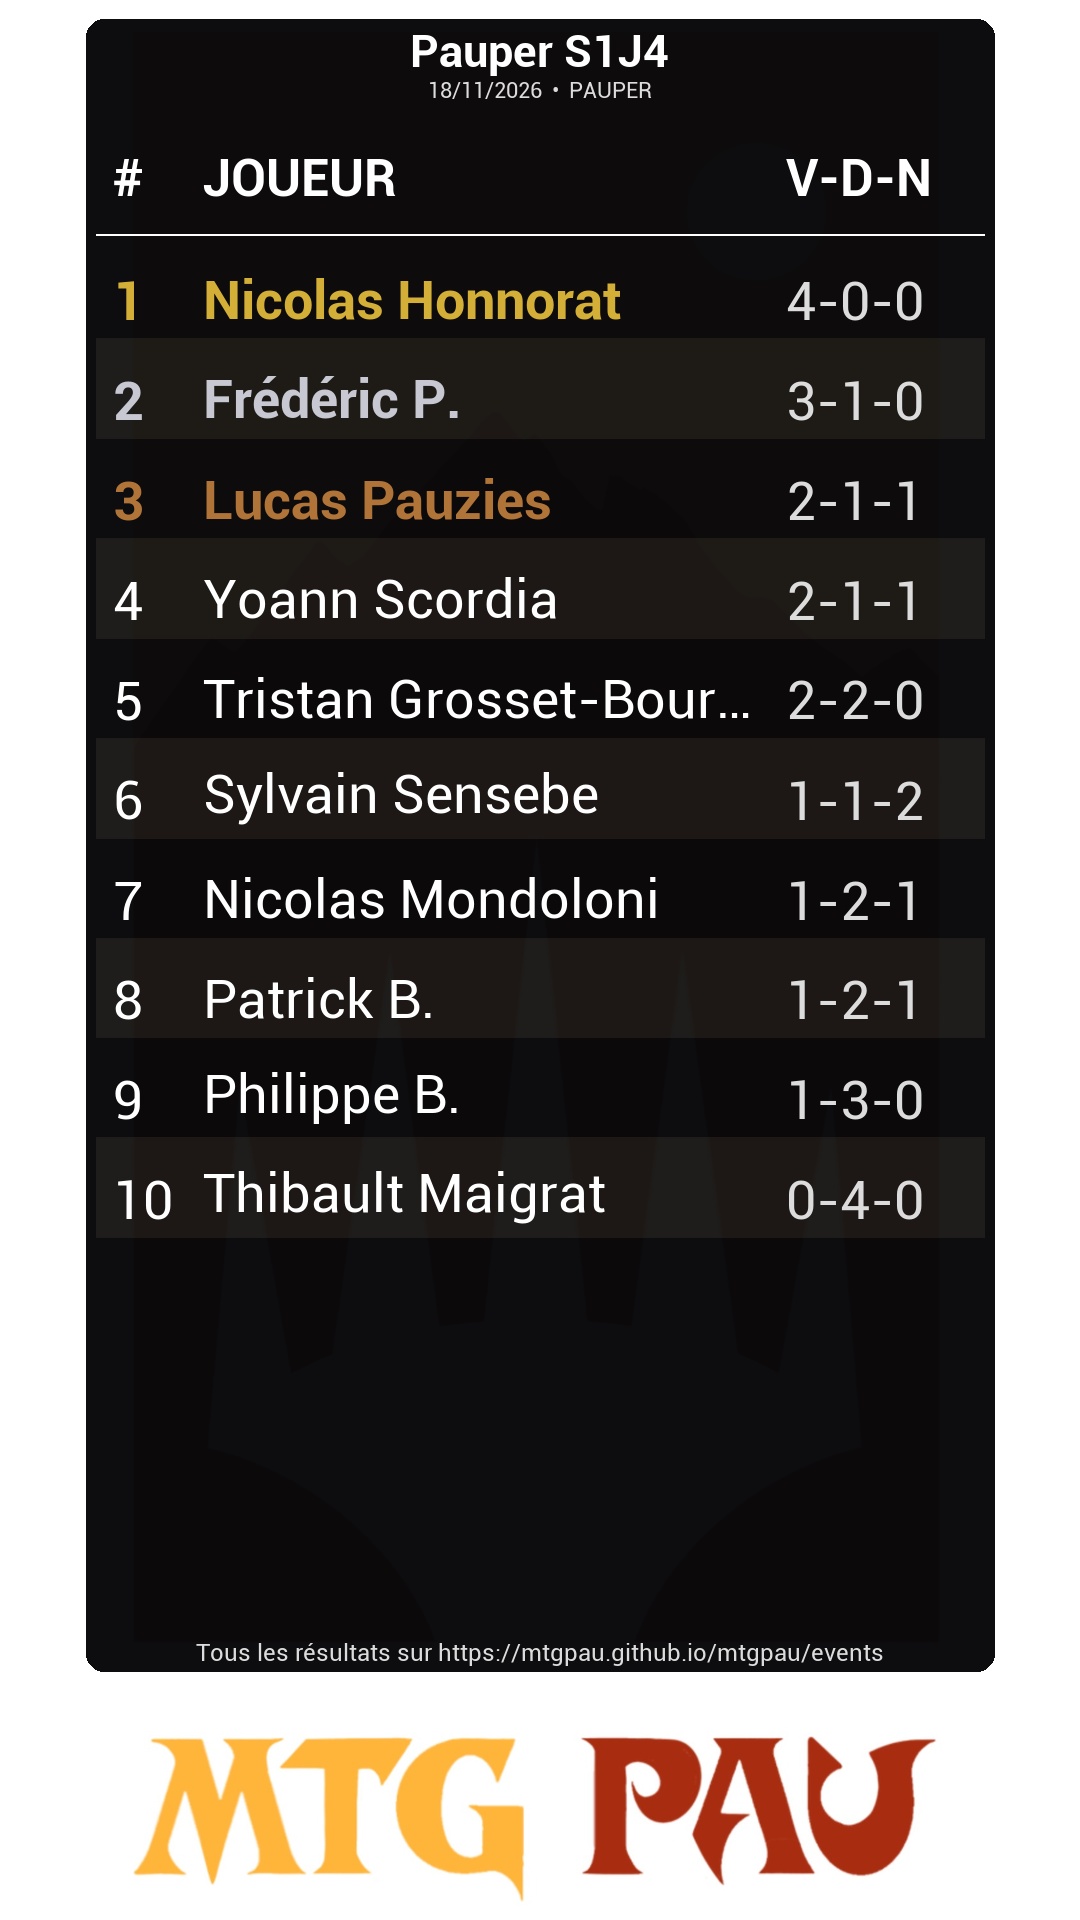 Pauper S1J4
18/11/2026 • PAUPER
# JOUEUR V-D-N
1 Nicolas Honnorat 4-0-0
2 Frédéric P. 3-1-0
3 Lucas Pauzies 2-1-1
4 Yoann Scordia 2-1-1
5 Tristan Grosset-Bour... 2-2-0
6 Sylvain Sensebe 1-1-2
7 Nicolas Mondoloni 1-2-1
8 Patrick B. 1-2-1
9 Philippe B. 1-3-0
10 Thibault Maigrat 0-4-0
Tous les résultats sur https://mtgpau.github.io/mtgpau/events
MTG PAU